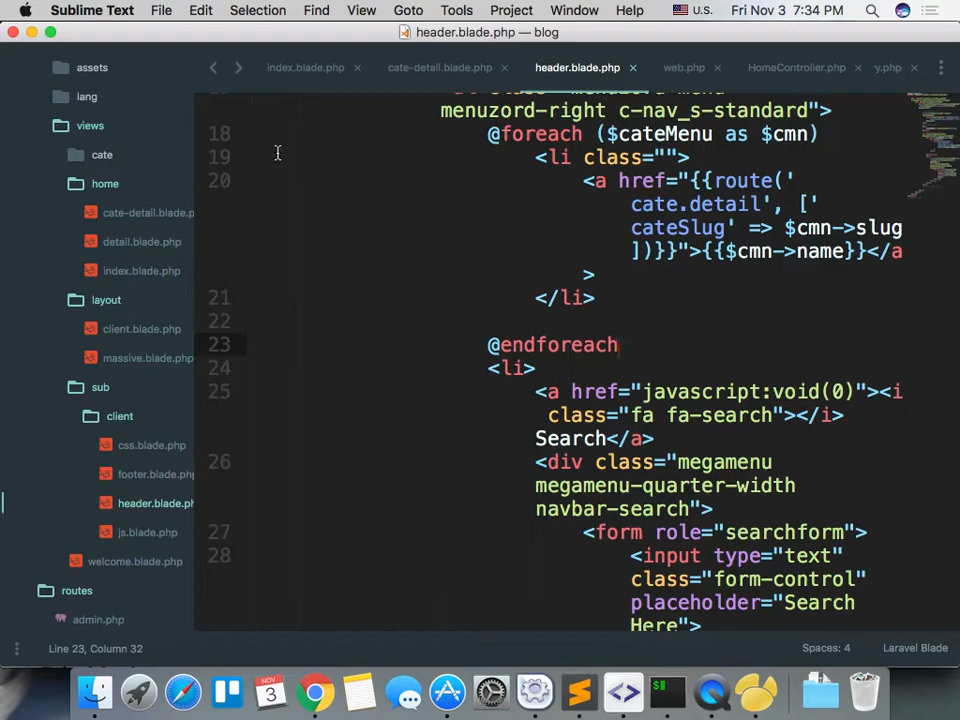 Sublime Text File Edit Selection Find View Goto Tools Project Window Help U.S. Fri Nov 3 7:34 PM
header.blade.php — blog
index.blade.php × cate-detail.blade.php × header.blade.php × web.php × HomeController.php × y.php ×
assets
lang
views
cate
home
cate-detail.blade.p
detail.blade.php
index.blade.php
layout
client.blade.php
massive.blade.php
sub
client
css.blade.php
footer.blade.php
header.blade.ph
js.blade.php
welcome.blade.php
routes
admin.php
menuzord-right c-nav_s-standard">
18 @foreach ($cateMenu as $cmn)
19 <li class="">
20 <a href="{{route('
cate.detail', ['
cateSlug' => $cmn->slug
])}}">{{$cmn->name}}</a
>
21 </li>
22
23 @endforeach
24 <li>
25 <a href="javascript:void(0)"><i
class="fa fa-search"></i>
Search</a>
26 <div class="megamenu
megamenu-quarter-width
navbar-search">
27 <form role="searchform">
28 <input type="text"
class="form-control"
placeholder="Search
Here">
Line 23, Column 32 Spaces: 4 Laravel Blade
NOV
3